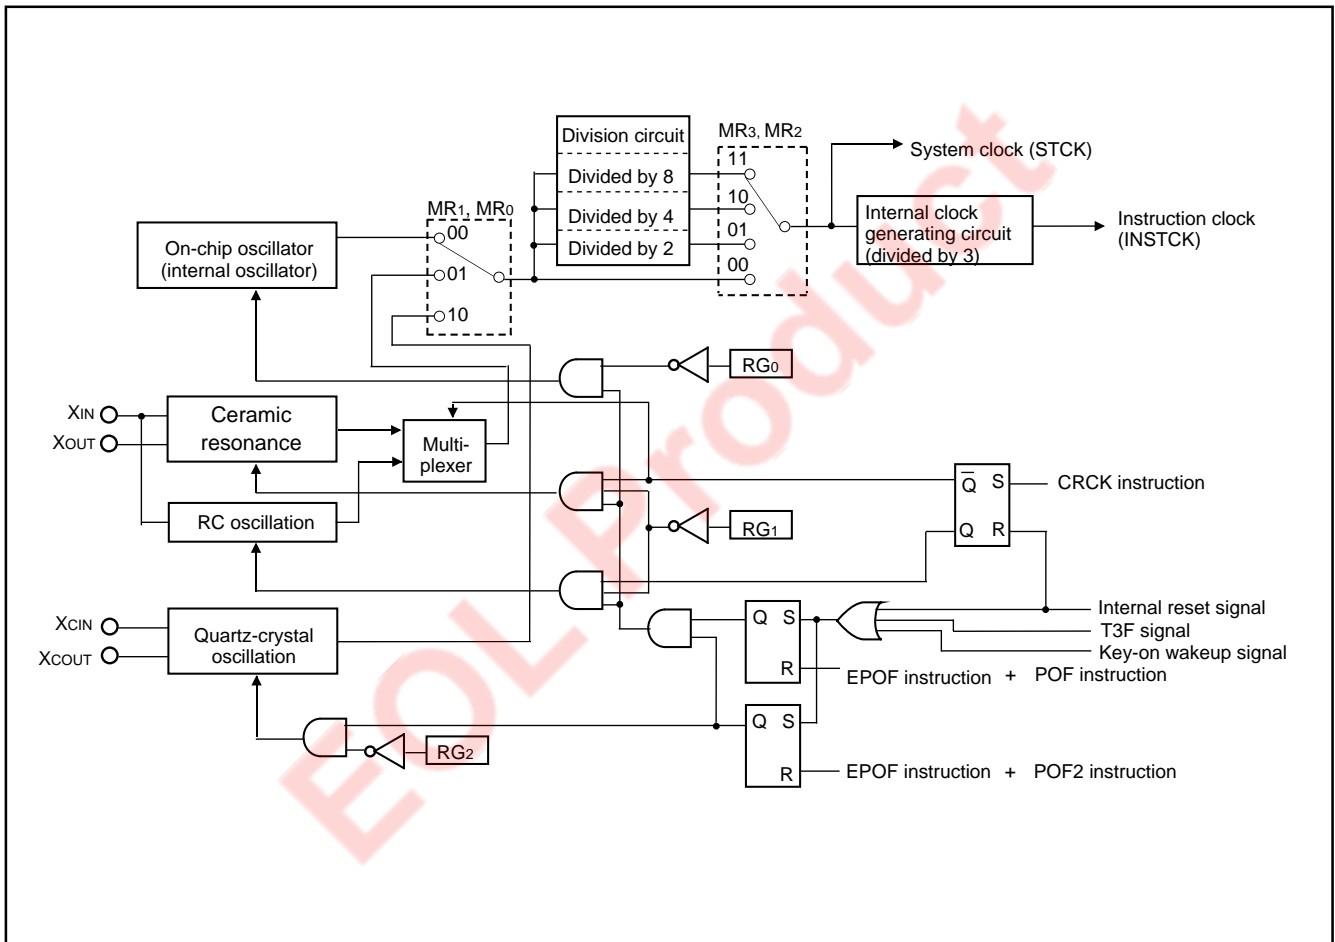 Division circuit
Divided by 8
Divided by 4
Divided by 2
MR3, MR2
11
10
01
00
System clock (STCK)
Internal clock
generating circuit
(divided by 3)
Instruction clock
(INSTCK)
MR1, MR0
00
01
10
On-chip oscillator
(internal oscillator)
RG0
XIN
XOUT
Ceramic
resonance
Multi-
plexer
RC oscillation
RG1
Q S
Q R
CRCK instruction
XCIN
XCOUT
Quartz-crystal
oscillation
Q S
R
Internal reset signal
T3F signal
Key-on wakeup signal
EPOF instruction + POF instruction
RG2
Q S
R
EPOF instruction + POF2 instruction
EOL Product